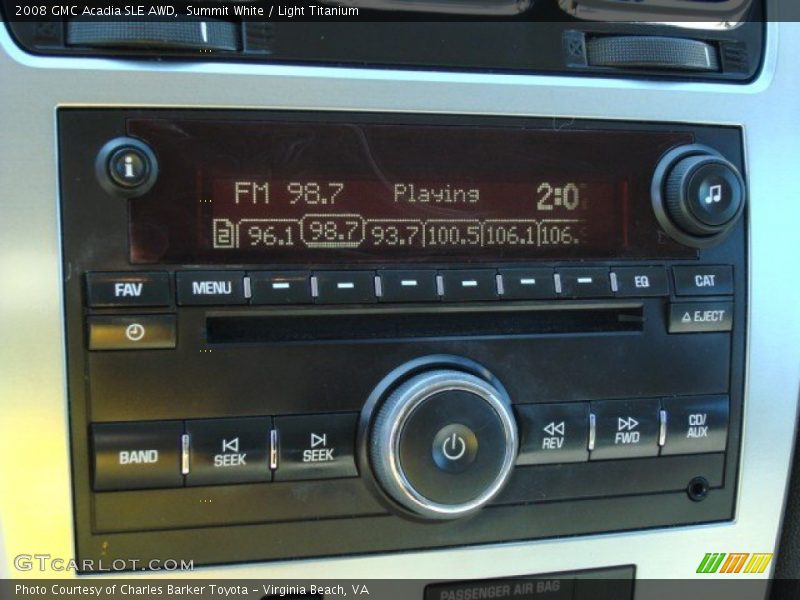 2008 GMC Acadia SLE AWD, Summit White / Light Titanium
i
FM 98.7 Playing 2:0
2 96.1 98.7 93.7 100.5 106.1 106.
FAV MENU EQ CAT
EJECT
BAND SEEK SEEK REV FWD CD/
AUX
GTCarLot.com
PASSENGER AIR BAG
Photo Courtesy of Charles Barker Toyota - Virginia Beach, VA